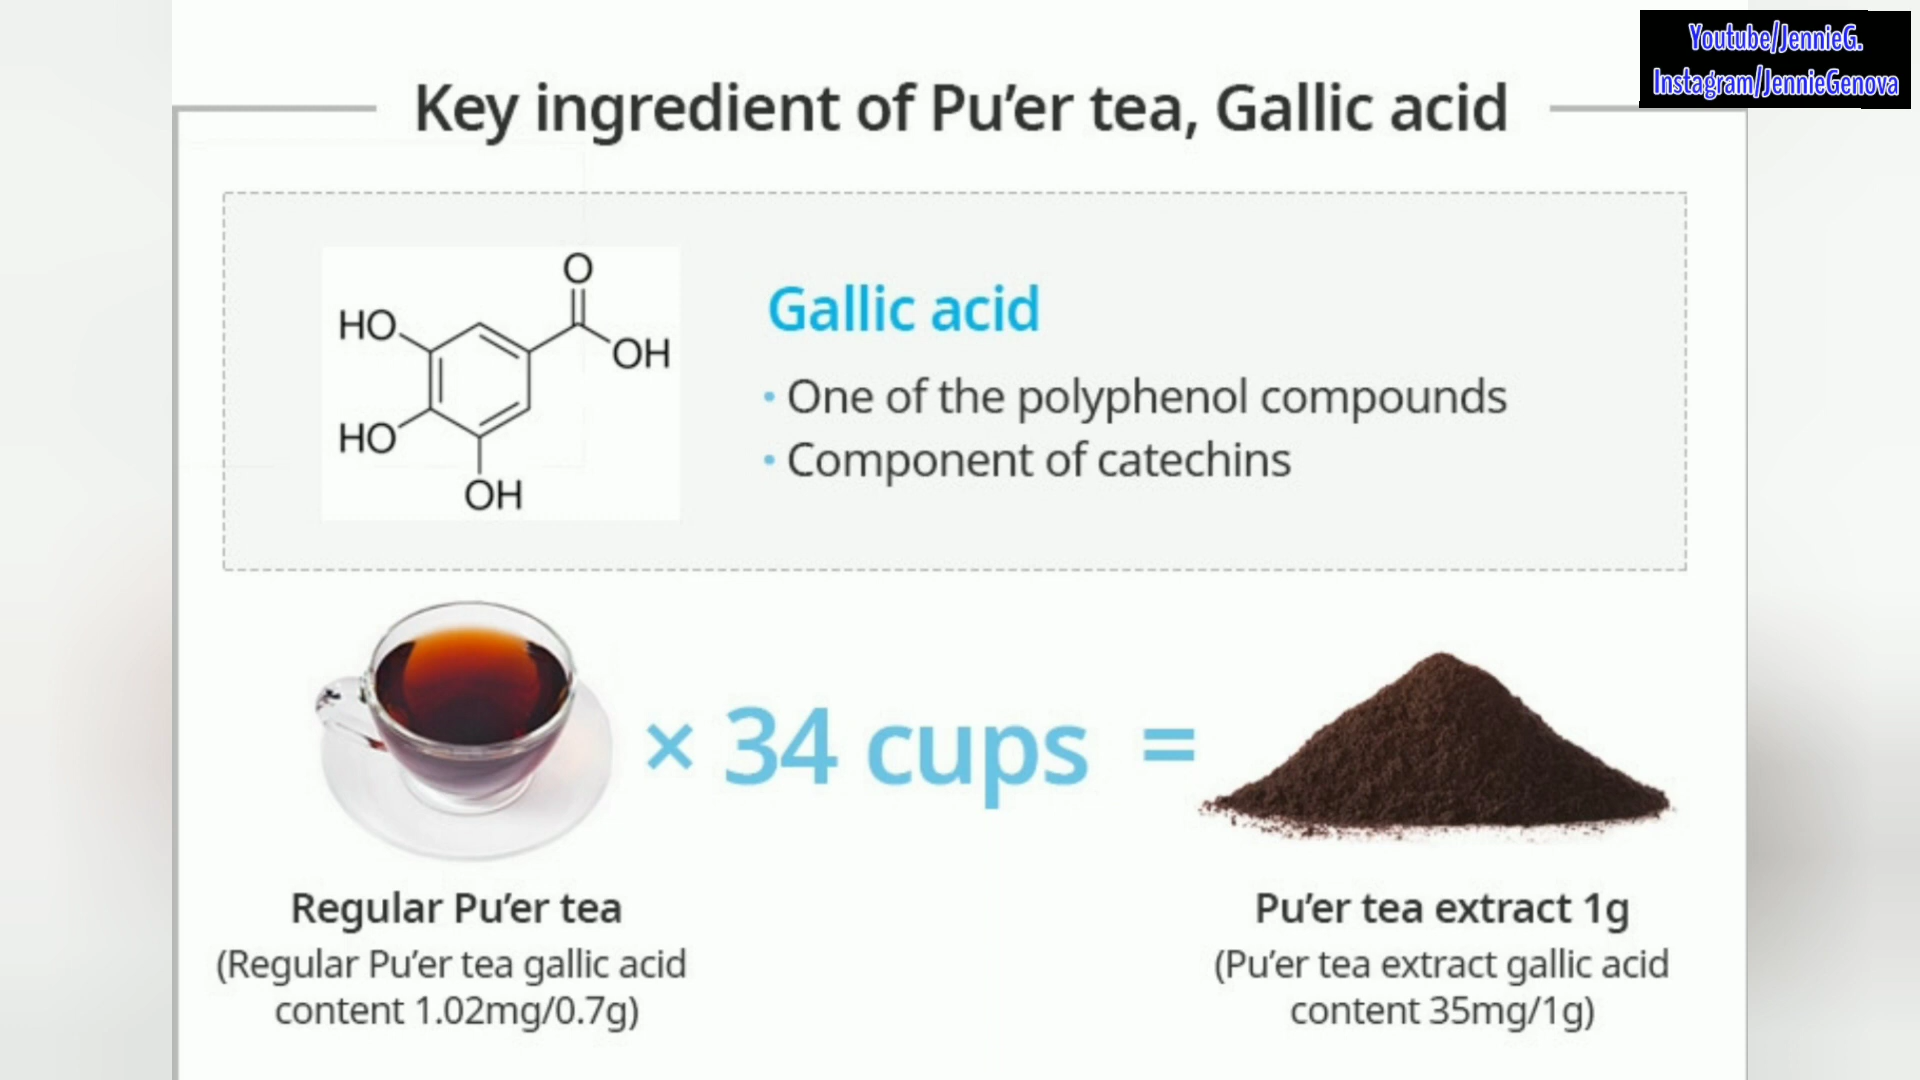 Youtube/JennieG.
Instagram/JennieGenova
Key ingredient of Pu’er tea, Gallic acid
O
HO
OH
HO
OH
Gallic acid
· One of the polyphenol compounds
· Component of catechins
× 34 cups =
Regular Pu’er tea
(Regular Pu’er tea gallic acid
content 1.02mg/0.7g)
Pu’er tea extract 1g
(Pu’er tea extract gallic acid
content 35mg/1g)